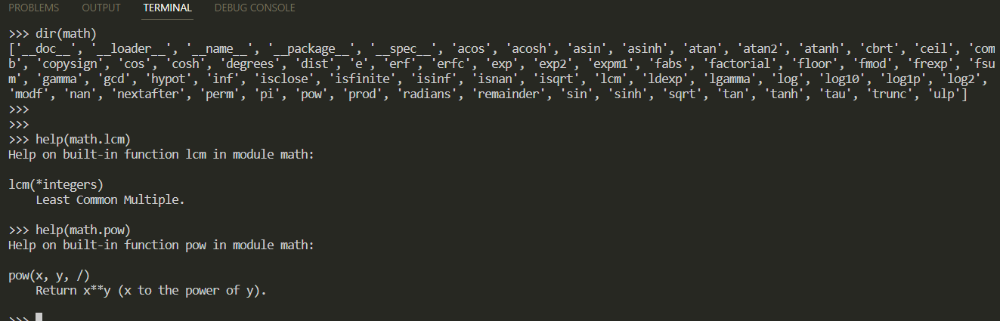 PROBLEMS OUTPUT TERMINAL DEBUG CONSOLE
>>> dir(math)
['__doc__', '__loader__', '__name__', '__package__', '__spec__', 'acos', 'acosh', 'asin', 'asinh', 'atan', 'atan2', 'atanh', 'cbrt', 'ceil', 'com
b', 'copysign', 'cos', 'cosh', 'degrees', 'dist', 'e', 'erf', 'erfc', 'exp', 'exp2', 'expm1', 'fabs', 'factorial', 'floor', 'fmod', 'frexp', 'fsu
m', 'gamma', 'gcd', 'hypot', 'inf', 'isclose', 'isfinite', 'isinf', 'isnan', 'isqrt', 'lcm', 'ldexp', 'lgamma', 'log', 'log10', 'log1p', 'log2',
'modf', 'nan', 'nextafter', 'perm', 'pi', 'pow', 'prod', 'radians', 'remainder', 'sin', 'sinh', 'sqrt', 'tan', 'tanh', 'tau', 'trunc', 'ulp']
>>>
>>>
>>> help(math.lcm)
Help on built-in function lcm in module math:
lcm(*integers)
Least Common Multiple.
>>> help(math.pow)
Help on built-in function pow in module math:
pow(x, y, /)
Return x**y (x to the power of y).
>>>